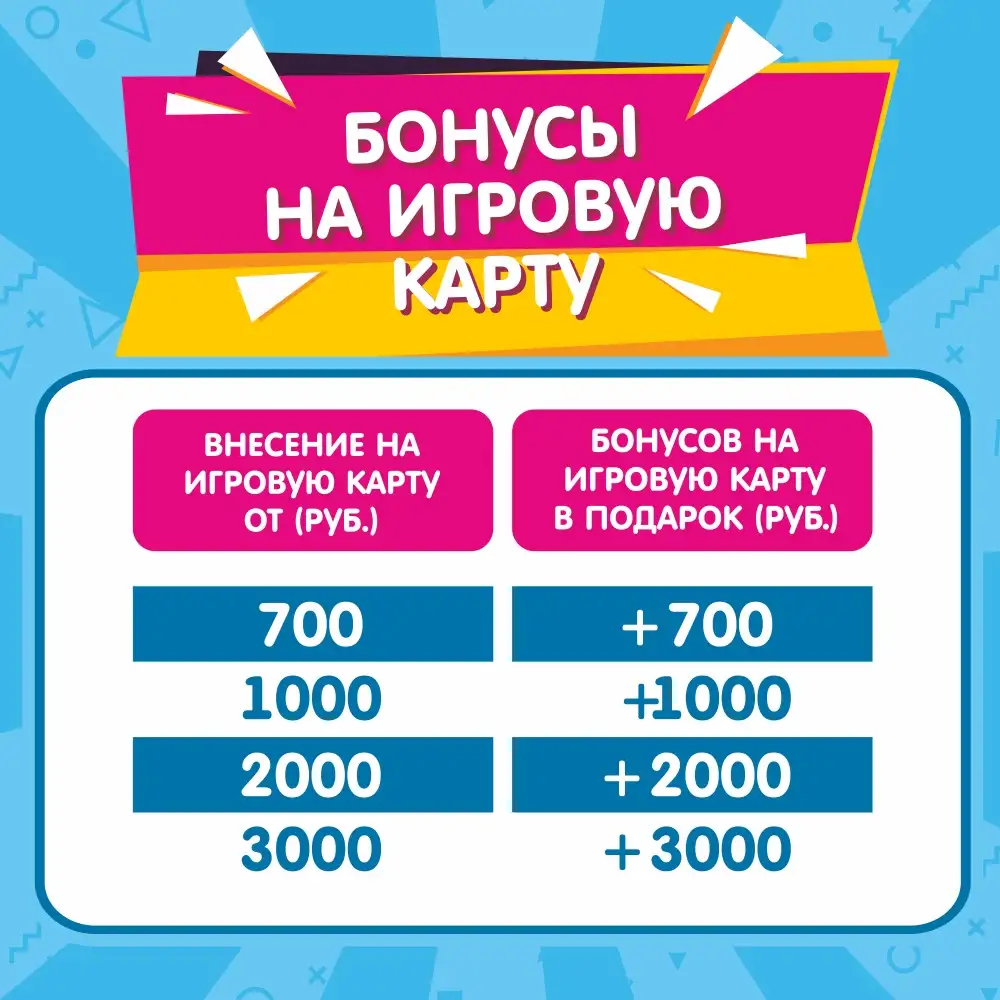 БОНУСЫ
НА ИГРОВУЮ
КАРТУ
ВНЕСЕНИЕ НА
ИГРОВУЮ КАРТУ
ОТ (РУБ.)
БОНУСОВ НА
ИГРОВУЮ КАРТУ
В ПОДАРОК (РУБ.)
700 +700
1000 +1000
2000 +2000
3000 +3000